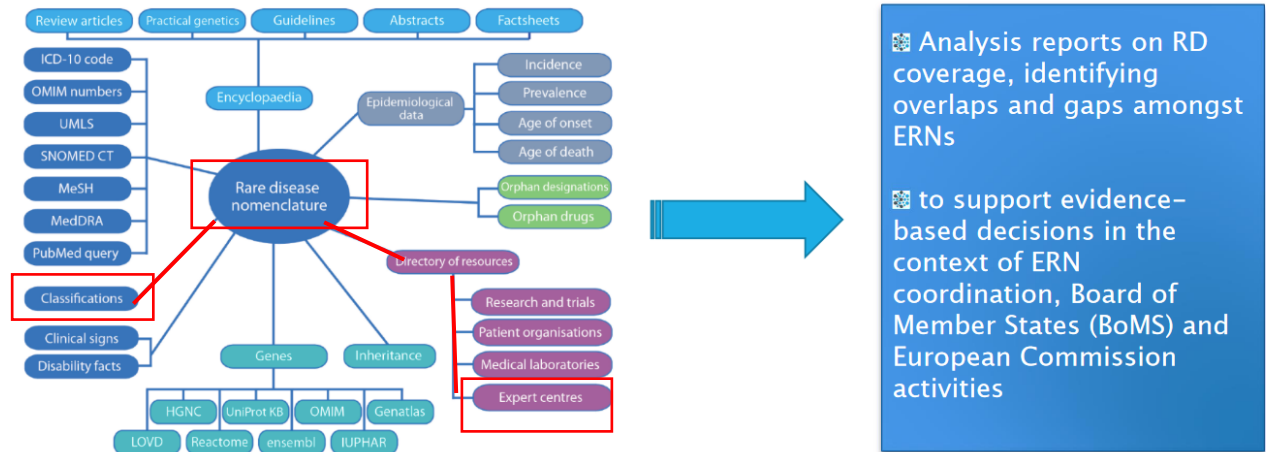 Review articles
Practical genetics
Guidelines
Abstracts
Factsheets
ICD-10 code
OMIM numbers
UMLS
SNOMED CT
MeSH
MedDRA
PubMed query
Classifications
Clinical signs
Disability facts
Encyclopaedia
Epidemiological
data
Incidence
Prevalence
Age of onset
Age of death
Rare disease
nomenclature
Orphan designations
Orphan drugs
Directory of resources
Research and trials
Patient organisations
Medical laboratories
Expert centres
Genes
Inheritance
HGNC
UniProt KB
OMIM
Genatlas
LOVD
Reactome
ensembl
IUPHAR
Analysis reports on RD
coverage, identifying
overlaps and gaps amongst
ERNs
to support evidence-
based decisions in the
context of ERN
coordination, Board of
Member States (BoMS) and
European Commission
activities